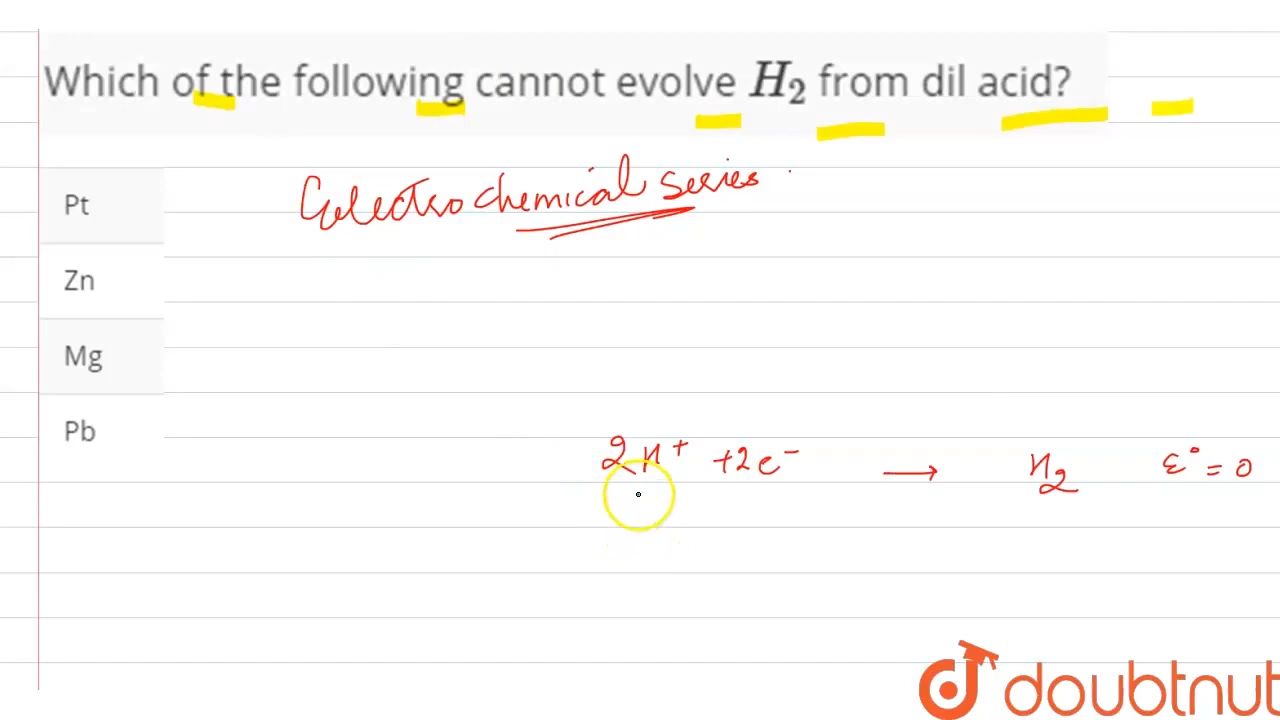 Which of the following cannot evolve H₂ from dil acid?
Electrochemical series
Pt
Zn
Mg
Pb
2H⁺ +2e⁻ → H₂ ε° = 0
doubtnut